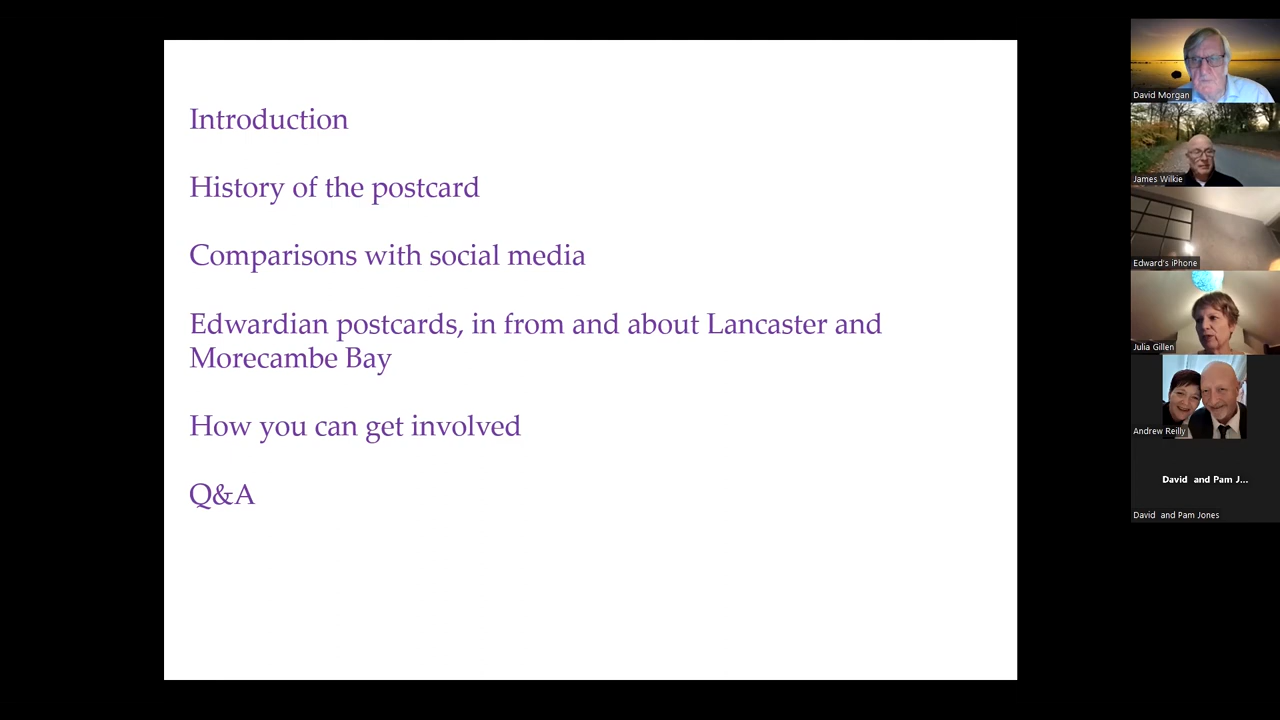 Introduction
History of the postcard
Comparisons with social media
Edwardian postcards, in from and about Lancaster and
Morecambe Bay
How you can get involved
Q&A
David Morgan
James Wilkie
Edward's iPhone
Julia Gillen
Andrew Reilly
David and Pam J...
David and Pam Jones